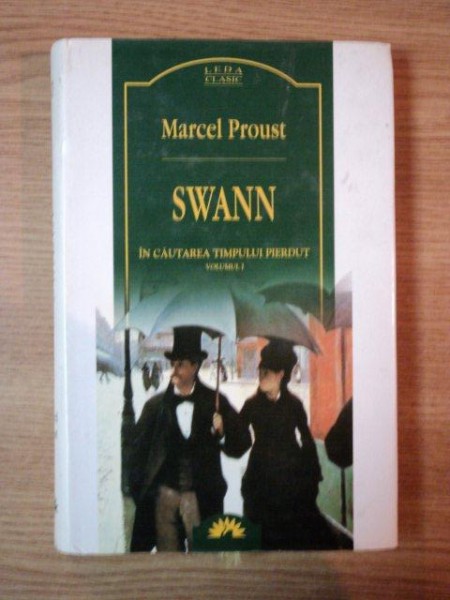 LEDA
CLASIC
Marcel Proust
SWANN
ÎN CĂUTAREA TIMPULUI PIERDUT
VOLUMUL I